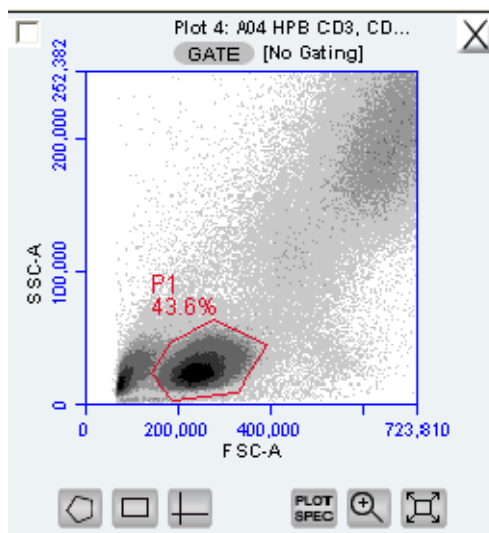 Plot 4: A04 HPB CD3, CD...
GATE [No Gating]
252,382
200,000
100,000
0
SSC-A
P1
43.6%
0 200,000 400,000 723,810
FSC-A
PLOT
SPEC